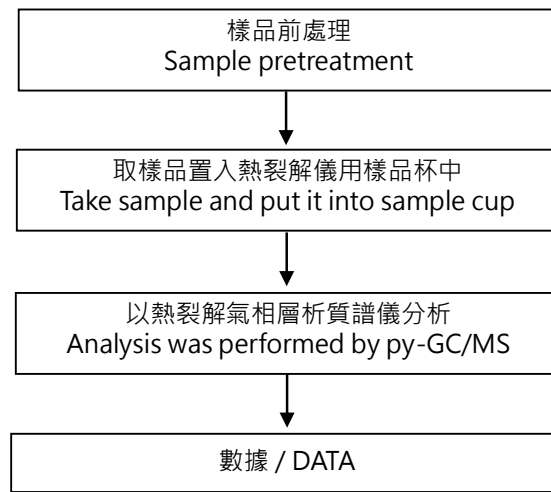 樣品前處理
Sample pretreatment
取樣品置入熱裂解儀用樣品杯中
Take sample and put it into sample cup
以熱裂解氣相層析質譜儀分析
Analysis was performed by py-GC/MS
數據 / DATA